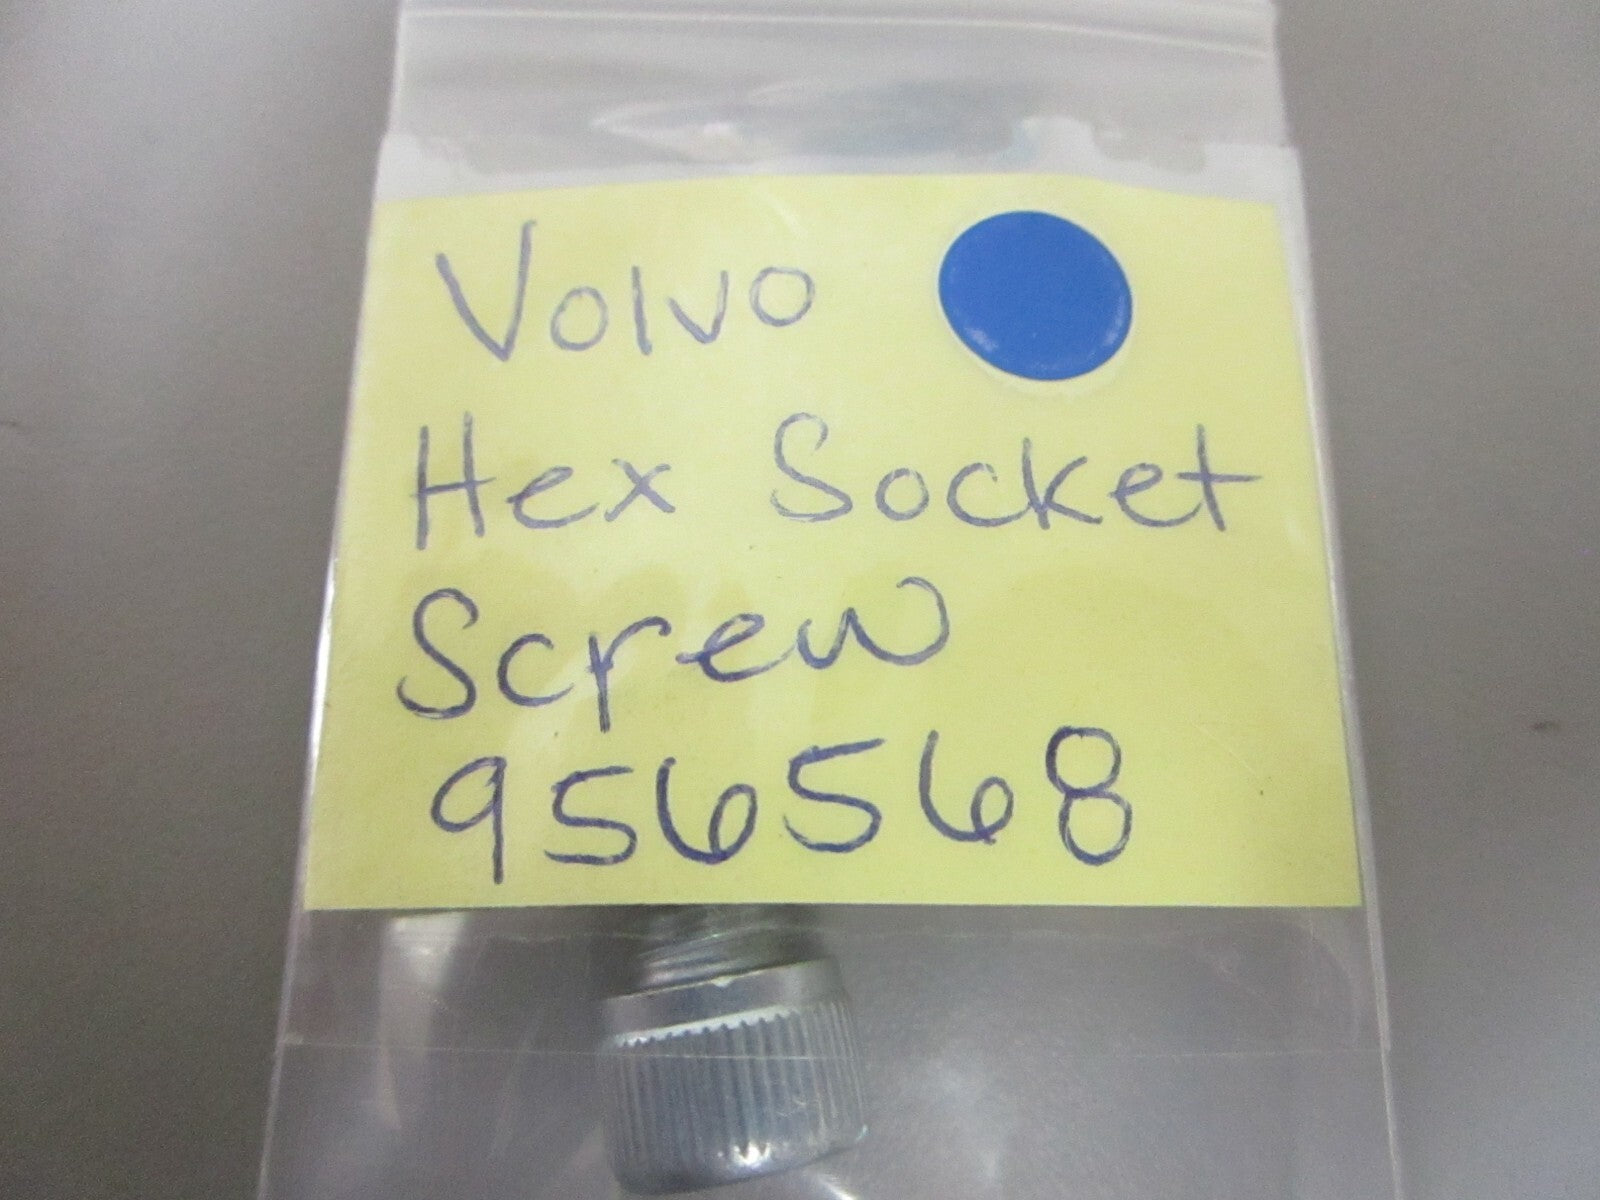 Volvo
Hex Socket
Screw
956568